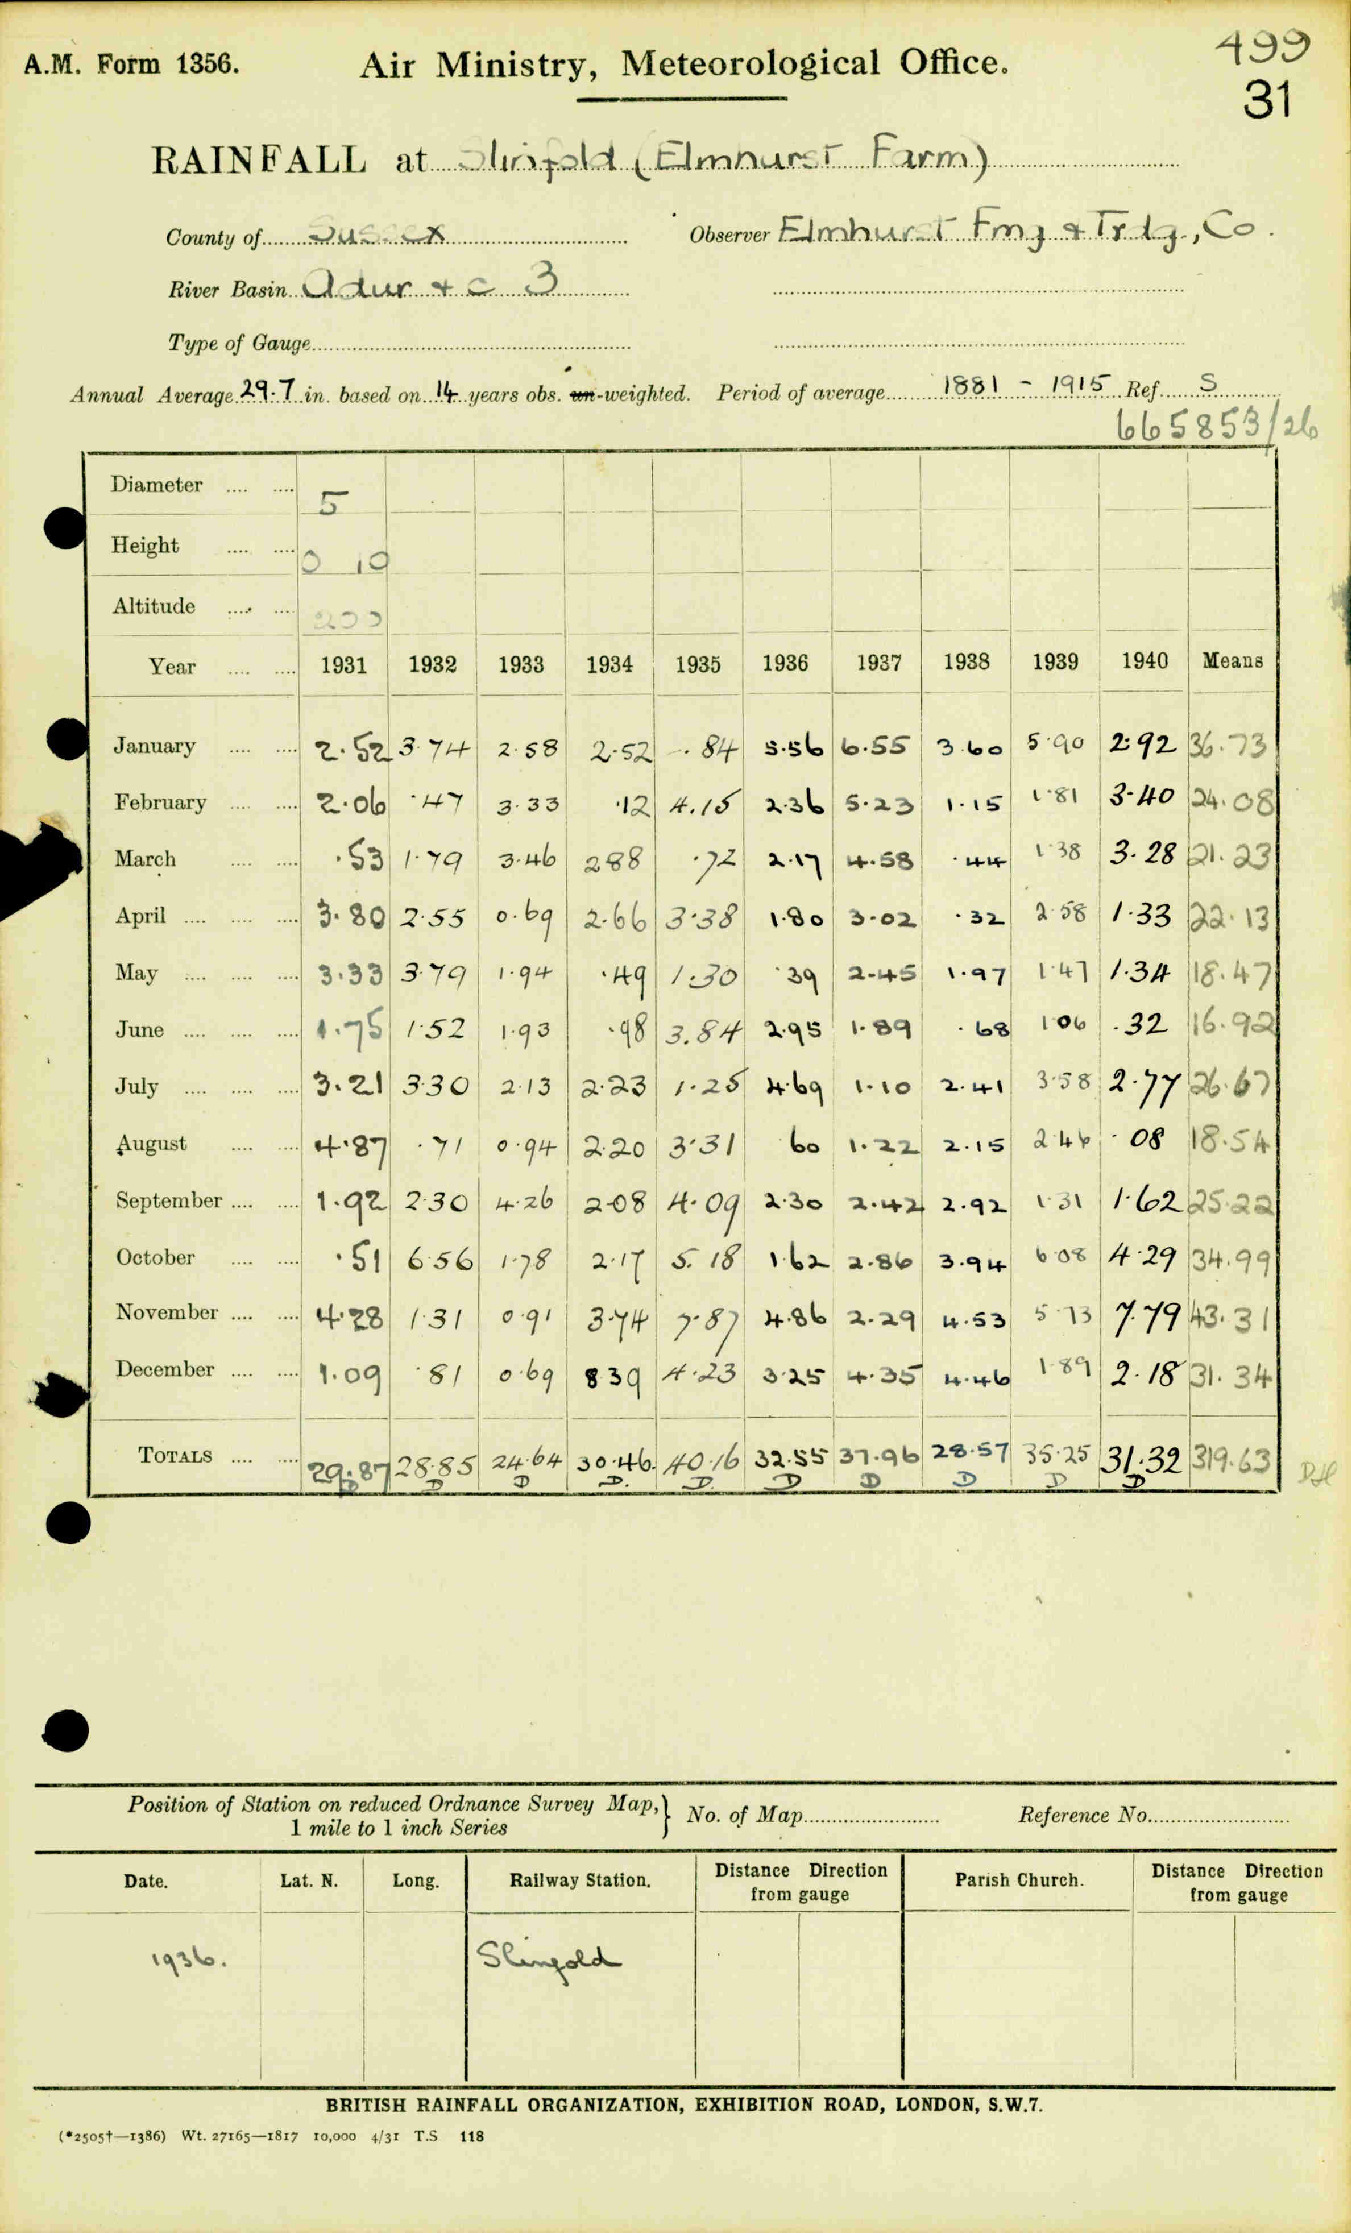 499
A.M. Form 1356. Air Ministry, Meteorological Office.
31
RAINFALL at Slinfold (Elmhurst Farm)
County of Sussex Observer Elmhurst Fmg & Trdg, Co.
River Basin Adur & c 3
Type of Gauge
Annual Average 29.7 in. based on 14 years obs. un-weighted. Period of average 1881 - 1915 Ref. S
665853/26
Diameter 5
Height 0 10
Altitude 200
Year 1931 1932 1933 1934 1935 1936 1937 1938 1939 1940 Means
January 2.52 3.74 2.58 2.52 .84 5.56 6.55 3.60 5.90 2.92 36.73
February 2.06 .47 3.33 .12 4.15 2.36 5.23 1.15 1.81 3.40 24.08
March .53 1.79 3.46 2.88 .72 2.17 4.58 .44 1.38 3.28 21.23
April 3.80 2.55 0.69 2.66 3.38 1.80 3.02 .32 2.58 1.33 22.13
May 3.33 3.79 1.94 .49 1.30 .39 2.45 1.97 1.47 1.34 18.47
June 1.75 1.52 1.93 .98 3.84 2.95 1.89 .68 1.06 .32 16.92
July 3.21 3.30 2.13 2.23 1.25 4.69 1.10 2.41 3.58 2.77 26.67
August 4.87 .71 0.94 2.20 3.31 60 1.22 2.15 2.46 .08 18.54
September 1.92 2.30 4.26 2.08 4.09 2.30 2.42 2.92 1.31 1.62 25.22
October .51 6.56 1.78 2.17 5.18 1.62 2.86 3.94 6.08 4.29 34.99
November 4.28 1.31 0.91 3.74 7.87 4.86 2.29 4.53 5.73 7.79 43.31
December 1.09 .81 0.69 8.39 4.23 3.25 4.35 4.46 1.89 2.18 31.34
TOTALS 29.87 28.85 24.64 30.46 40.16 32.55 37.96 28.57 35.25 31.32 319.63
D D D D. D. D D D D D
Position of Station on reduced Ordnance Survey Map, } No. of Map Reference No.
1 mile to 1 inch Series
Date. Lat. N. Long. Railway Station. Distance Direction from gauge Parish Church. Distance Direction from gauge
1936. Slinfold
BRITISH RAINFALL ORGANIZATION, EXHIBITION ROAD, LONDON, S.W.7.
(*2505†—1386) Wt. 27165—1817 10,000 4/31 T.S 118